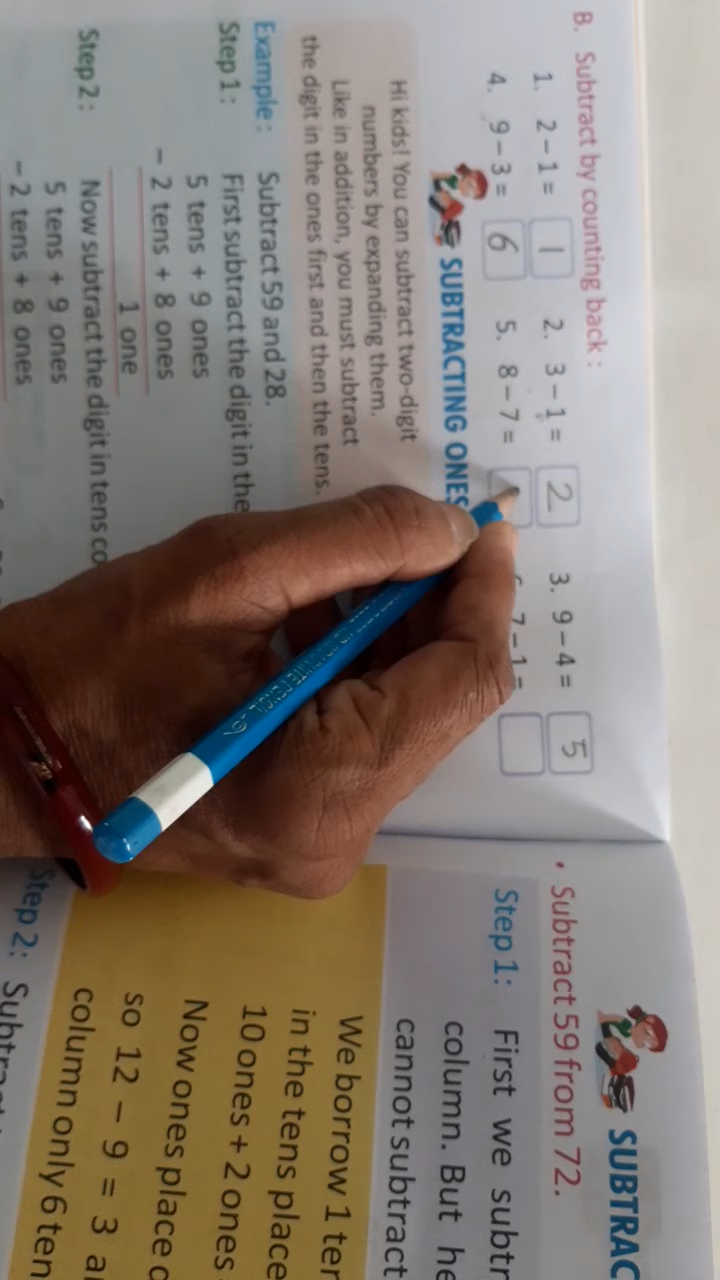 B. Subtract by counting back :
1. 2 – 1 = 1 2. 3 – 1 = 2 3. 9 – 4 = 5
4. 9 – 3 = 6 5. 8 – 7 = 7 – 1 =
SUBTRACTING ONES
Hi kids! You can subtract two-digit
numbers by expanding them.
Like in addition, you must subtract
the digit in the ones first and then the tens.
Example : Subtract 59 and 28.
Step 1 : First subtract the digit in the
5 tens + 9 ones
– 2 tens + 8 ones
1 one
Step 2 : Now subtract the digit in tens
5 tens + 9 ones
– 2 tens + 8 ones
SUBTRAC
• Subtract 59 from 72.
Step 1: First we subtr
column. But he
cannot subtract
We borrow 1 ter
in the tens place
10 ones + 2 ones
Now ones place
so 12 – 9 = 3
column only 6 ten
Step 2: